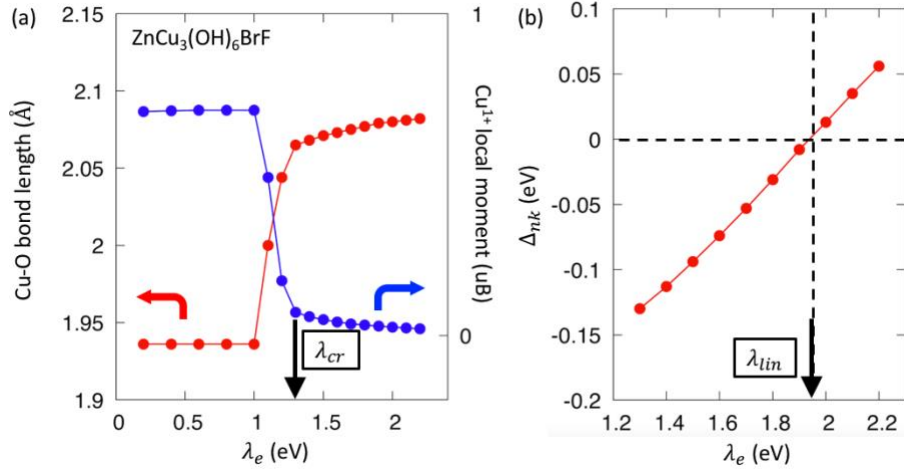 (a)
ZnCu₃(OH)₆BrF
Cu-O bond length (Å)
2.15
2.1
2.05
2
1.95
1.9
0
0.5
1
1.5
2
λₑ (eV)
1
0
Cu¹⁺ local moment (uB)
λ_cr
(b)
Δₙₖ (eV)
0.1
0.05
0
-0.05
-0.1
-0.15
-0.2
1.2
1.4
1.6
1.8
2
2.2
λₑ (eV)
λ_lin